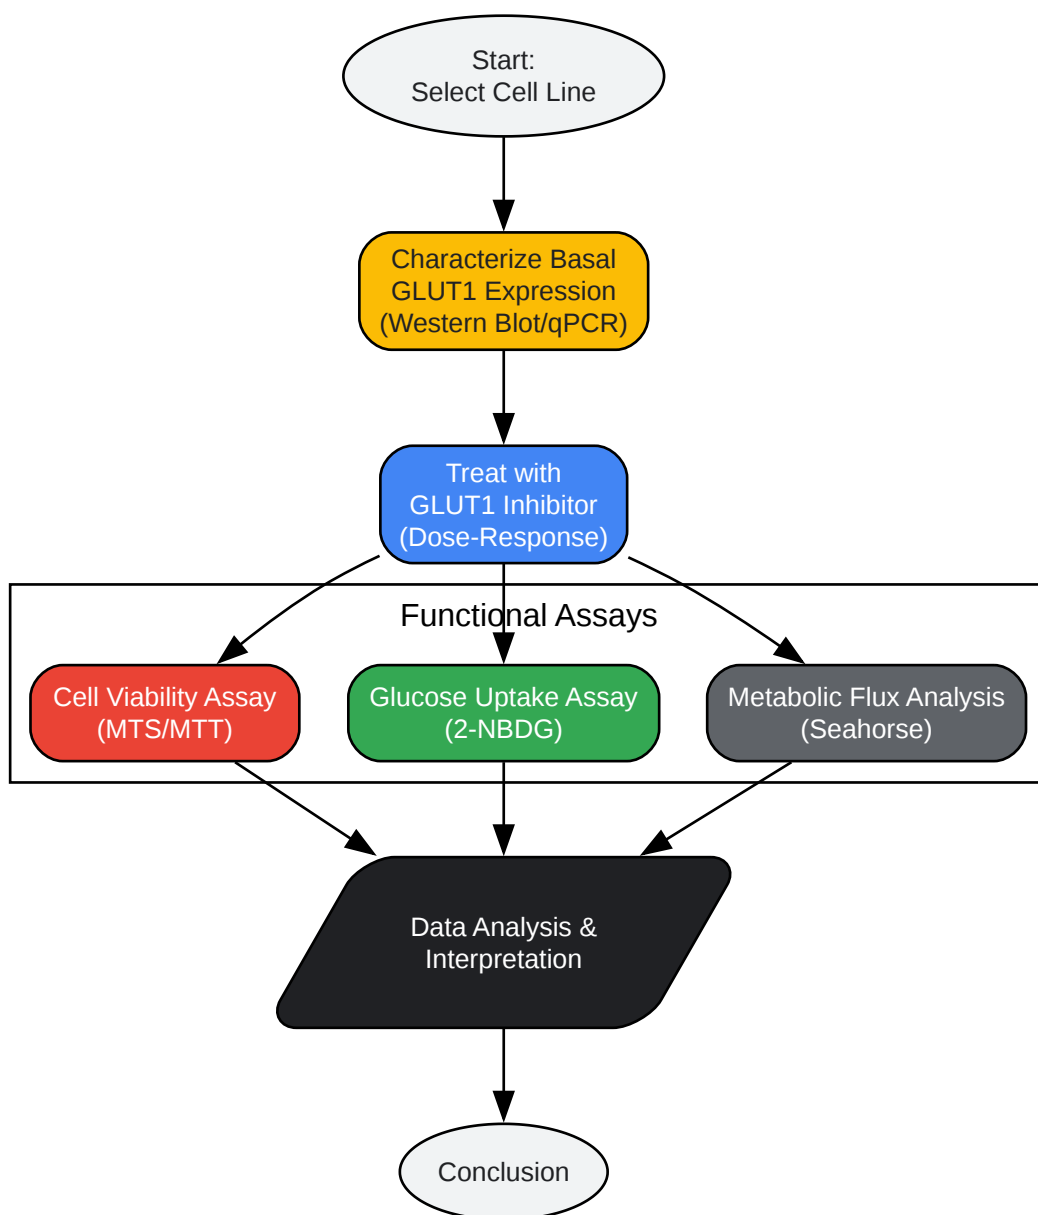 Start:
Select Cell Line
Characterize Basal
GLUT1 Expression
(Western Blot/qPCR)
Treat with
GLUT1 Inhibitor
(Dose-Response)
Functional Assays
Cell Viability Assay
(MTS/MTT)
Glucose Uptake Assay
(2-NBDG)
Metabolic Flux Analysis
(Seahorse)
Data Analysis &
Interpretation
Conclusion